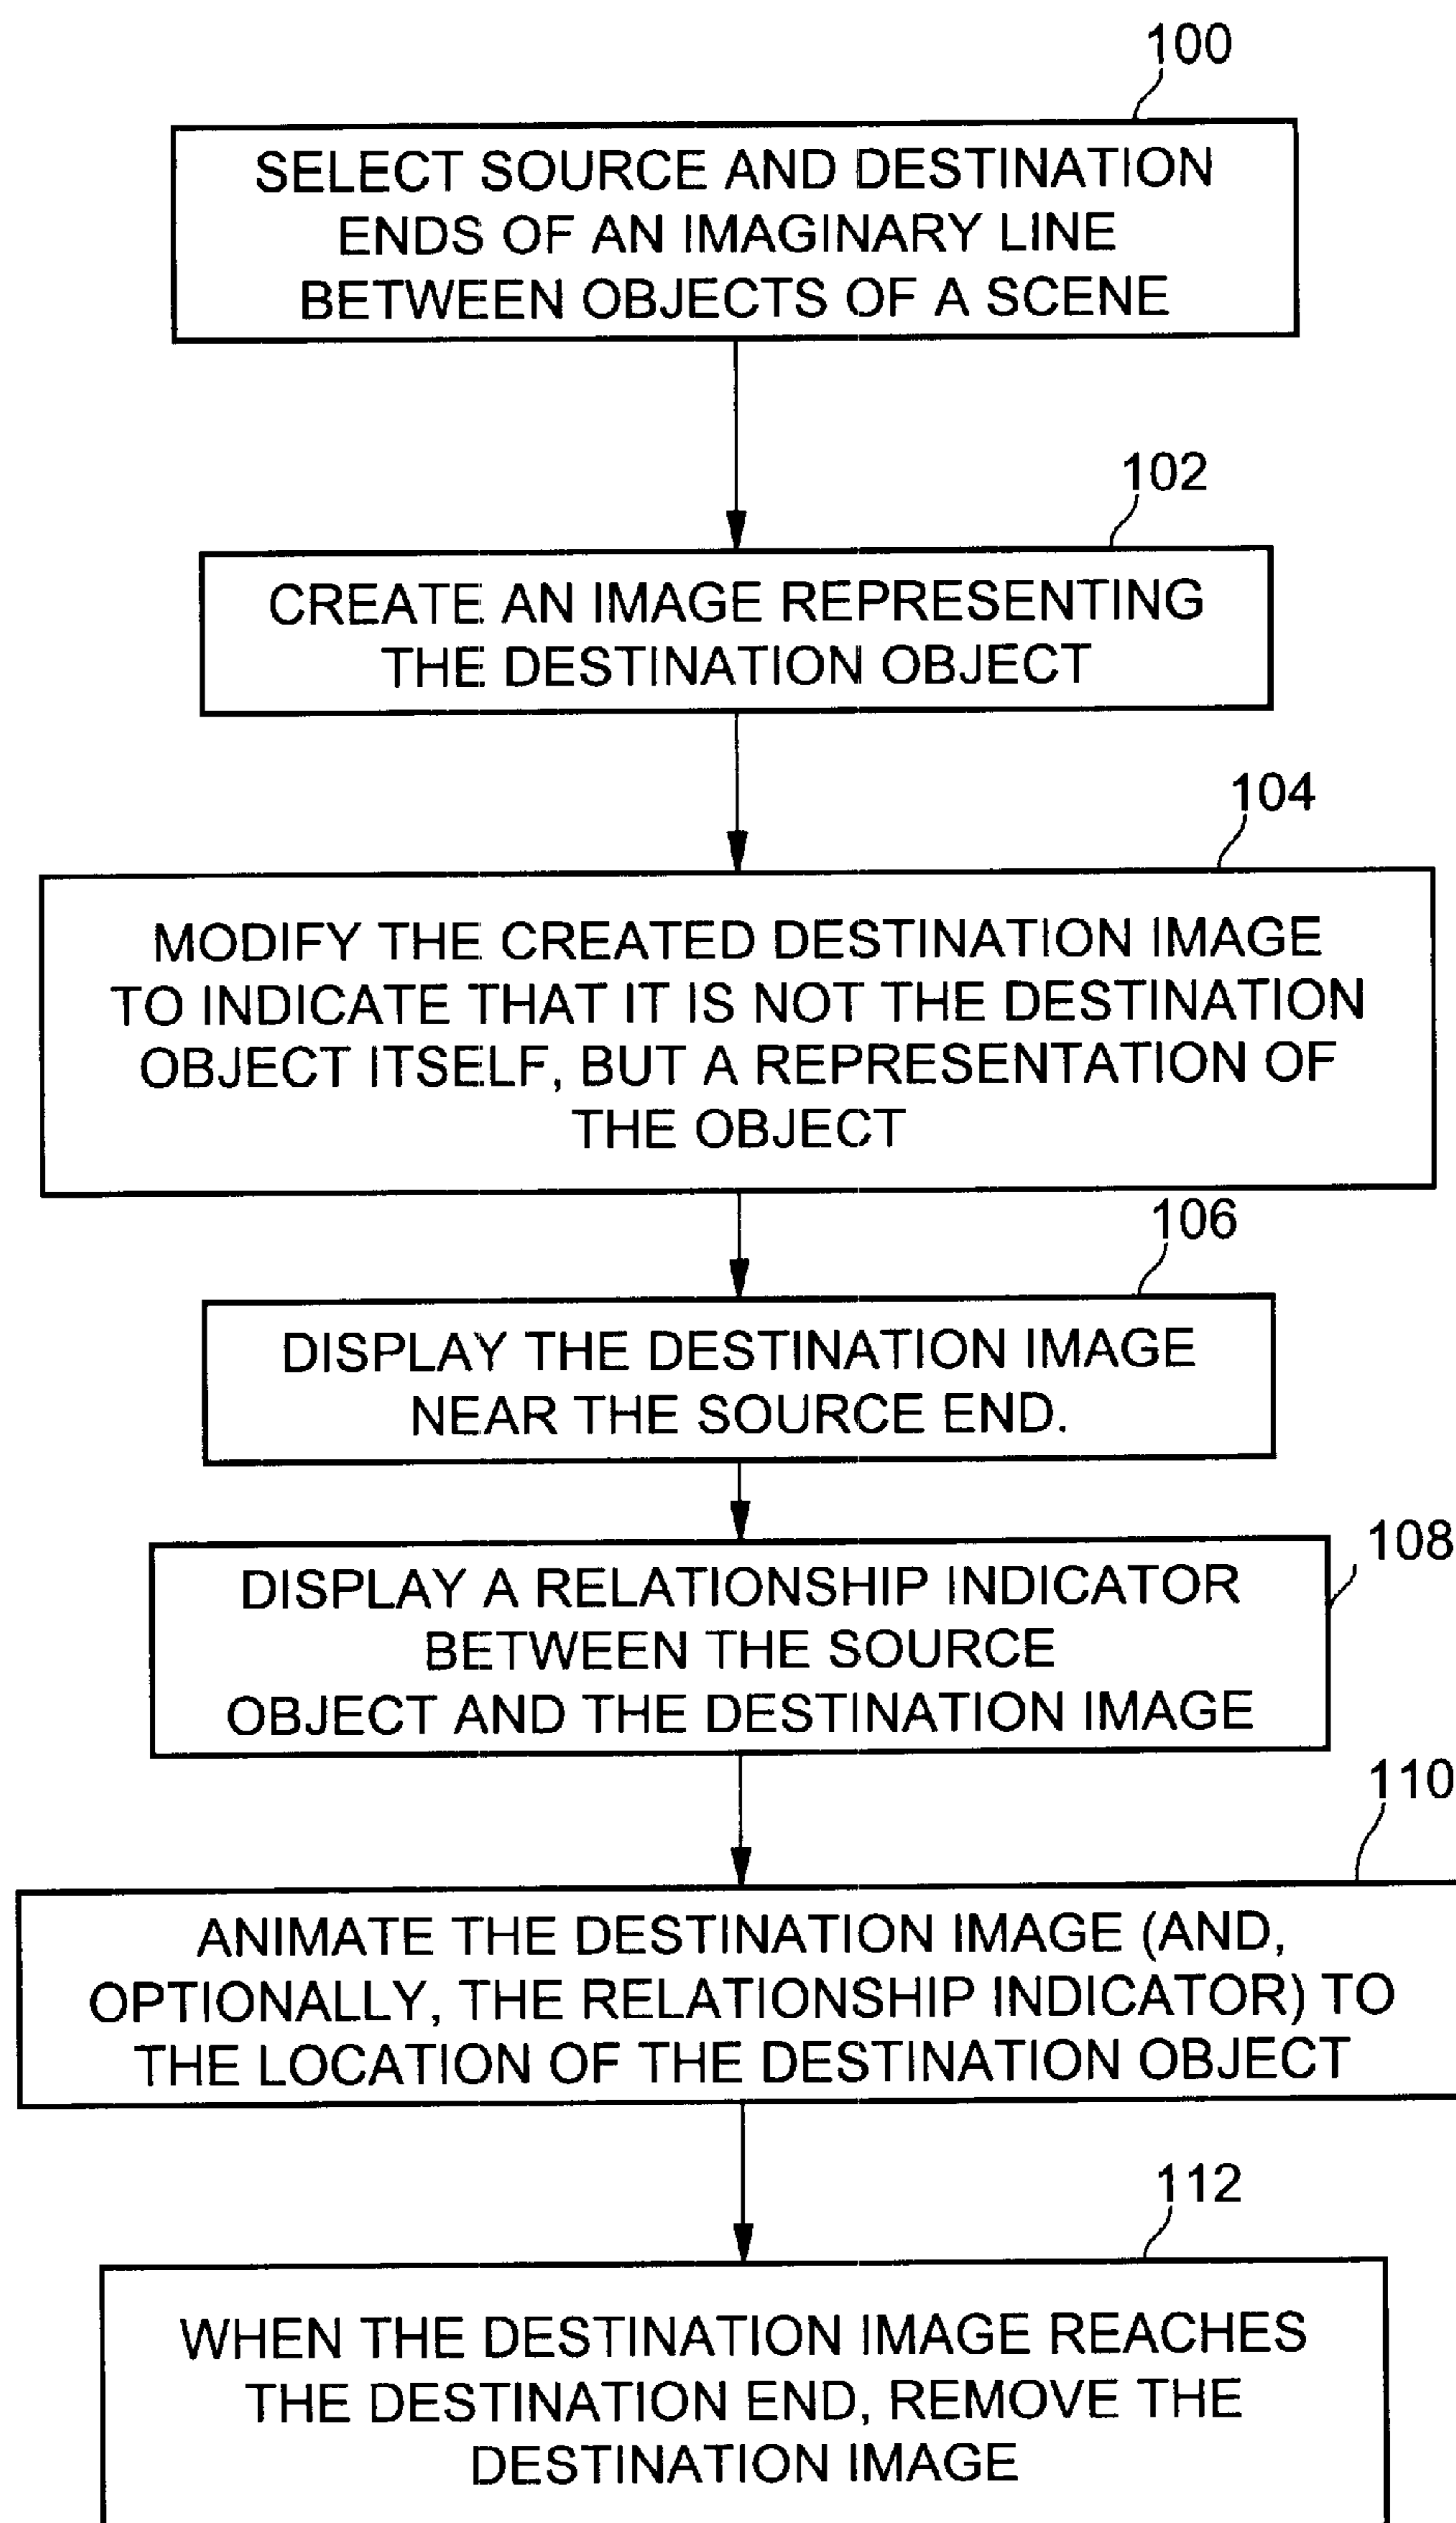 100
SELECT SOURCE AND DESTINATION
ENDS OF AN IMAGINARY LINE
BETWEEN OBJECTS OF A SCENE
102
CREATE AN IMAGE REPRESENTING
THE DESTINATION OBJECT
104
MODIFY THE CREATED DESTINATION IMAGE
TO INDICATE THAT IT IS NOT THE DESTINATION
OBJECT ITSELF, BUT A REPRESENTATION OF
THE OBJECT
106
DISPLAY THE DESTINATION IMAGE
NEAR THE SOURCE END.
108
DISPLAY A RELATIONSHIP INDICATOR
BETWEEN THE SOURCE
OBJECT AND THE DESTINATION IMAGE
110
ANIMATE THE DESTINATION IMAGE (AND,
OPTIONALLY, THE RELATIONSHIP INDICATOR) TO
THE LOCATION OF THE DESTINATION OBJECT
112
WHEN THE DESTINATION IMAGE REACHES
THE DESTINATION END, REMOVE THE
DESTINATION IMAGE